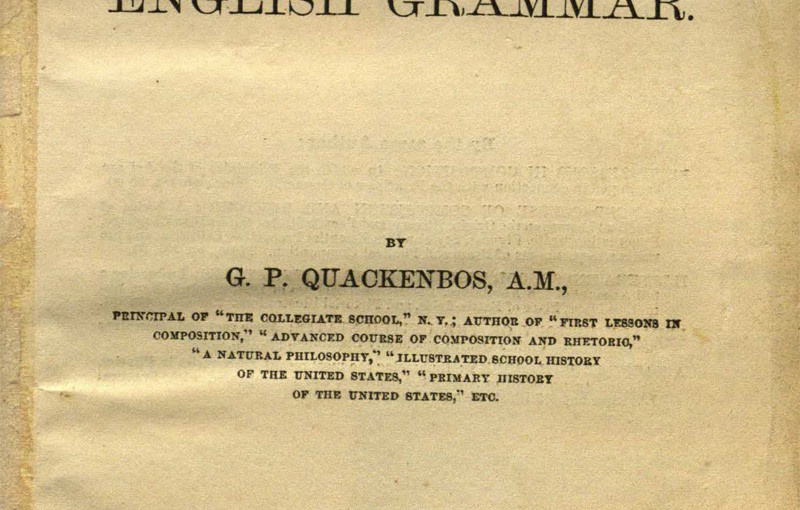 ENGLISH GRAMMAR.
BY
G. P. QUACKENBOS, A.M.,
PRINCIPAL OF "THE COLLEGIATE SCHOOL," N. Y.; AUTHOR OF "FIRST LESSONS IN
COMPOSITION," "ADVANCED COURSE OF COMPOSITION AND RHETORIC,"
"A NATURAL PHILOSOPHY," "ILLUSTRATED SCHOOL HISTORY
OF THE UNITED STATES," "PRIMARY HISTORY
OF THE UNITED STATES," ETC.